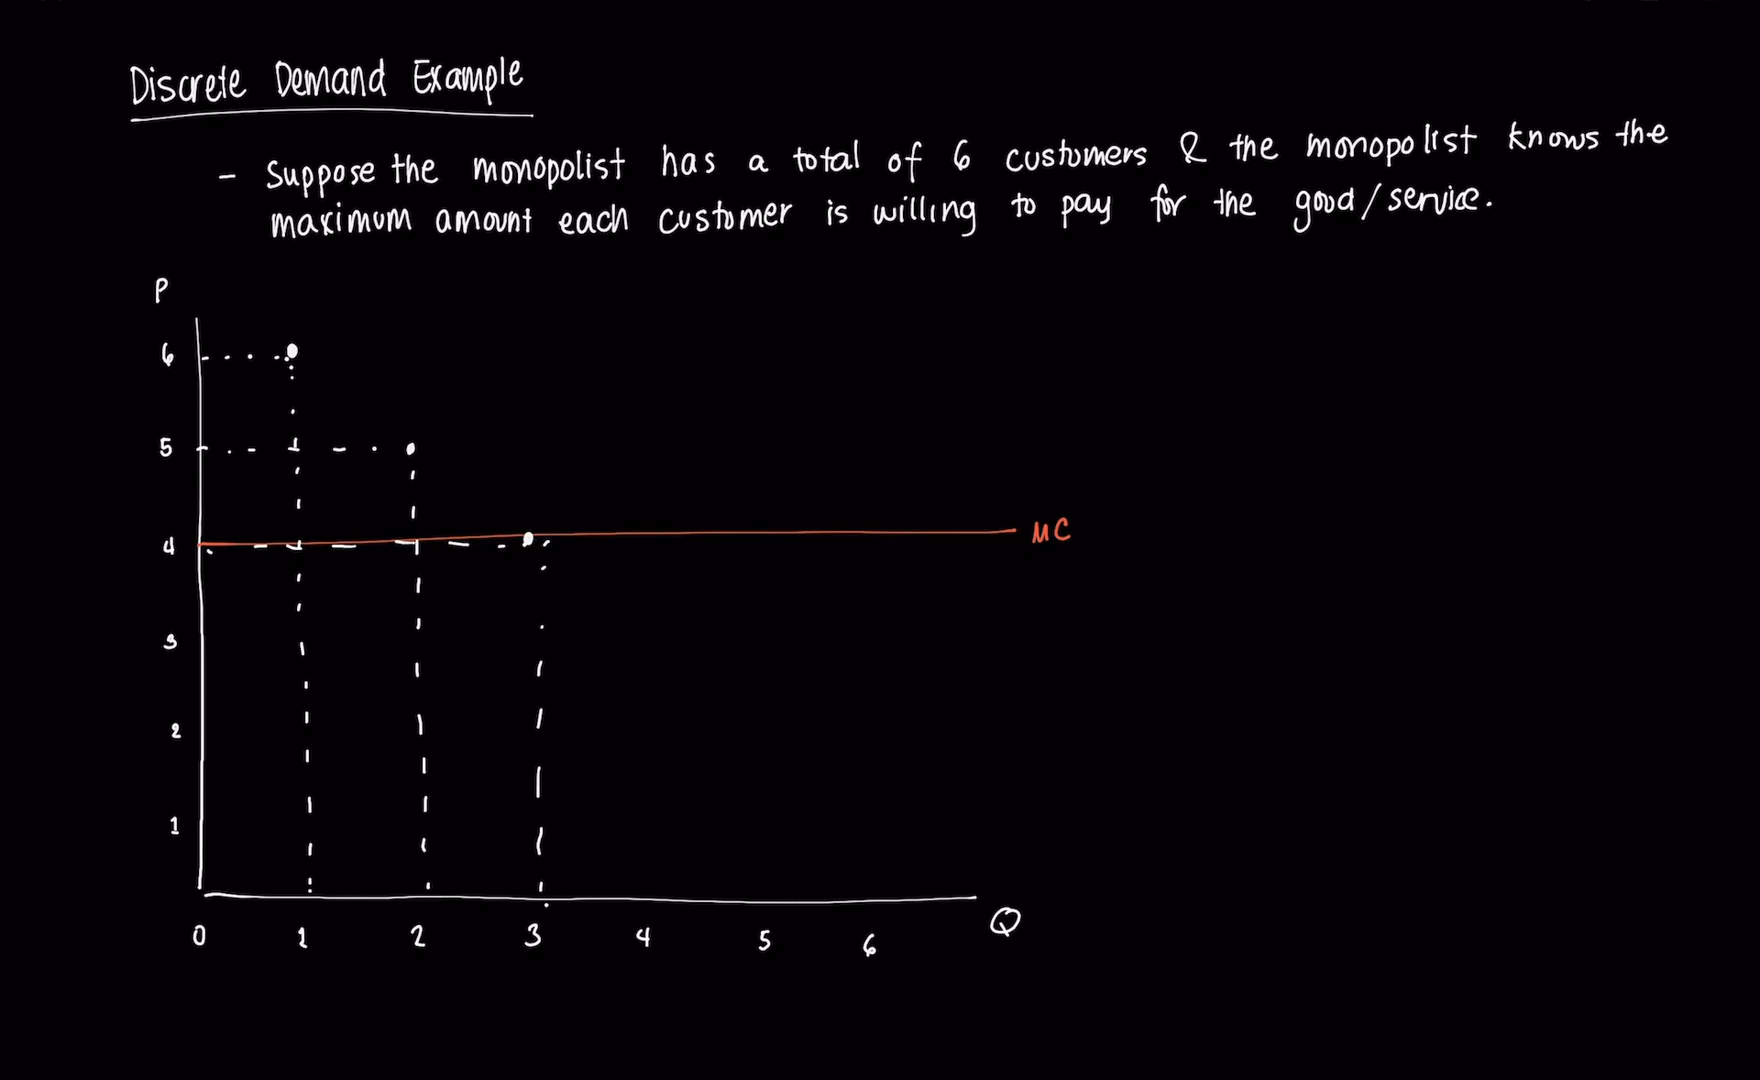 Discrete Demand Example
- Suppose the monopolist has a total of 6 customers & the monopolist knows the
maximum amount each customer is willing to pay for the good/service.
P
6
5
4
MC
3
2
1
0 1 2 3 4 5 6 Q